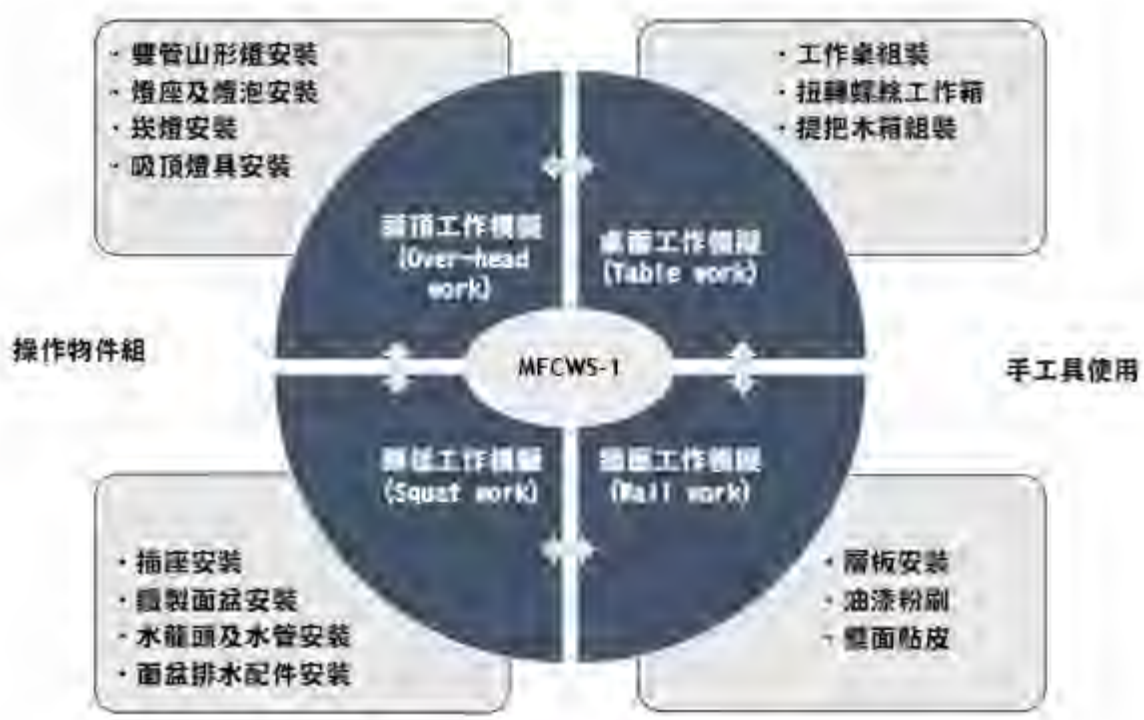 · 雙管山形燈安裝
· 燈座及燈泡安裝
· 崁燈安裝
· 吸頂燈具安裝
· 工作桌組裝
· 扭轉螺絲工作箱
· 提把木箱組裝
頭頂工作模擬
(Over-head
work)
桌面工作模擬
(Table work)
操作物件組
MFCWS-1
手工具使用
蹲低工作模擬
(Squat work)
牆面工作模擬
(Wall work)
· 插座安裝
· 鐵製面盆安裝
· 水龍頭及水管安裝
· 面盆排水配件安裝
· 層板安裝
· 油漆粉刷
· 壁面貼皮